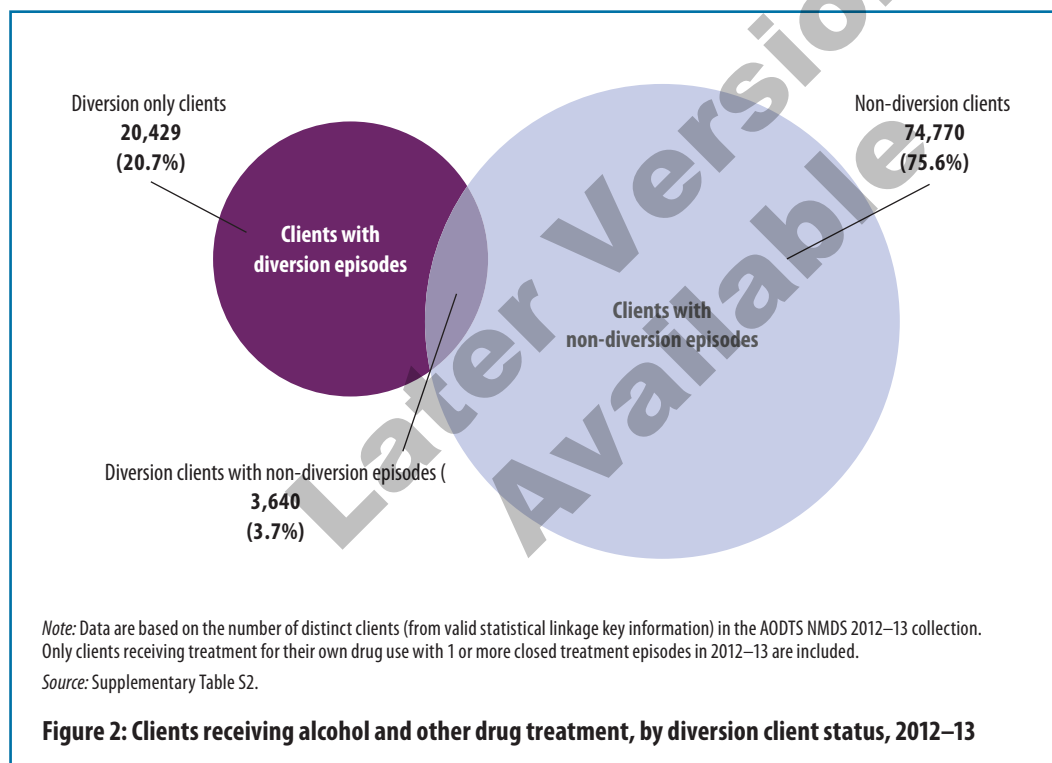 Diversion only clients
20,429
(20.7%)
Non-diversion clients
74,770
(75.6%)
Clients with
diversion episodes
Clients with
non-diversion episodes
Diversion clients with non-diversion episodes (
3,640
(3.7%)
Later Version
Available
Note: Data are based on the number of distinct clients (from valid statistical linkage key information) in the AODTS NMDS 2012–13 collection.
Only clients receiving treatment for their own drug use with 1 or more closed treatment episodes in 2012–13 are included.
Source: Supplementary Table S2.
Figure 2: Clients receiving alcohol and other drug treatment, by diversion client status, 2012–13